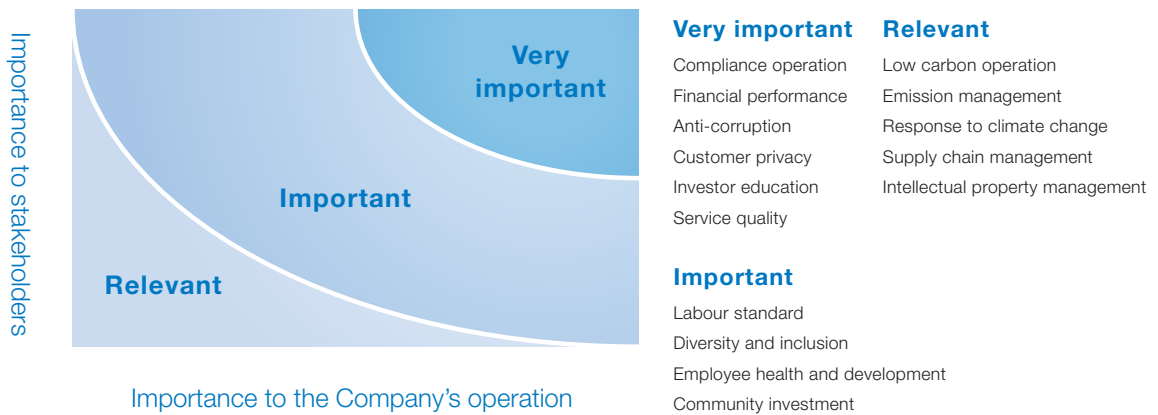 Importance to stakeholders
Very
important
Important
Relevant
Importance to the Company’s operation
Very important
Compliance operation
Financial performance
Anti-corruption
Customer privacy
Investor education
Service quality
Relevant
Low carbon operation
Emission management
Response to climate change
Supply chain management
Intellectual property management
Important
Labour standard
Diversity and inclusion
Employee health and development
Community investment